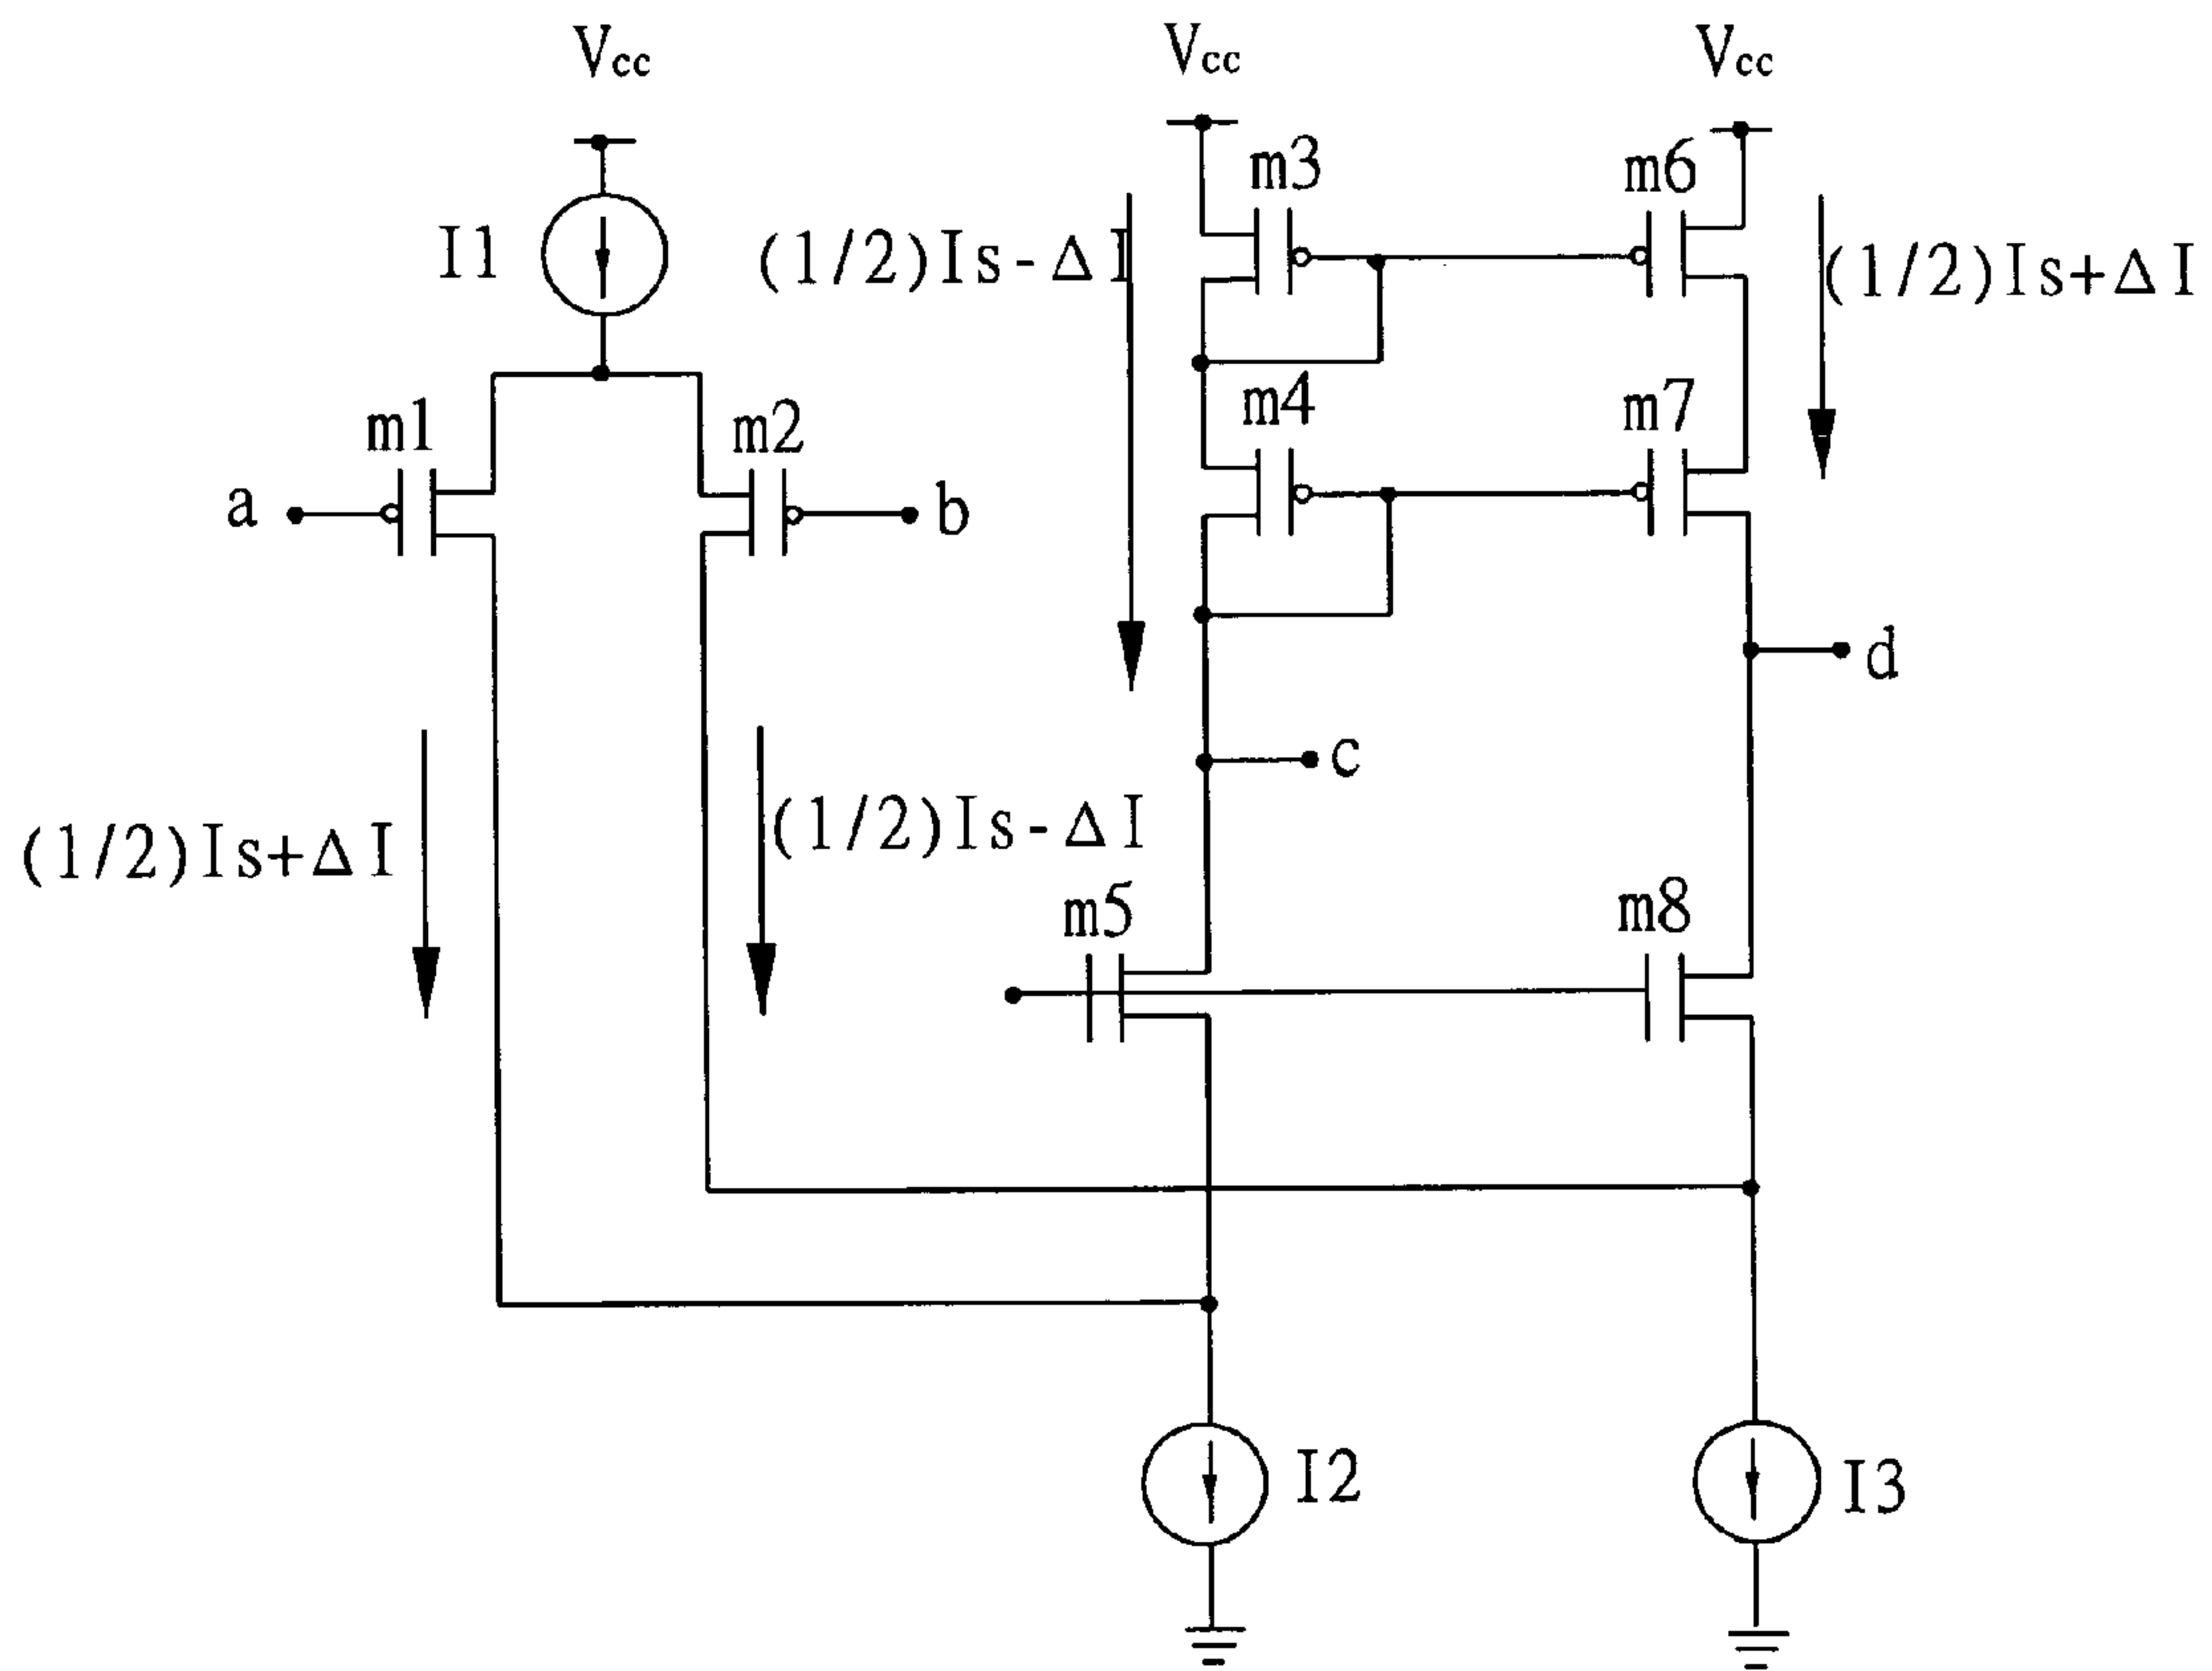 Vcc
Vcc
Vcc
m3
m6
I1
(1/2)Is-ΔI
(1/2)Is+ΔI
m1
m2
m4
m7
a
b
d
c
(1/2)Is+ΔI
(1/2)Is-ΔI
m5
m8
I2
I3